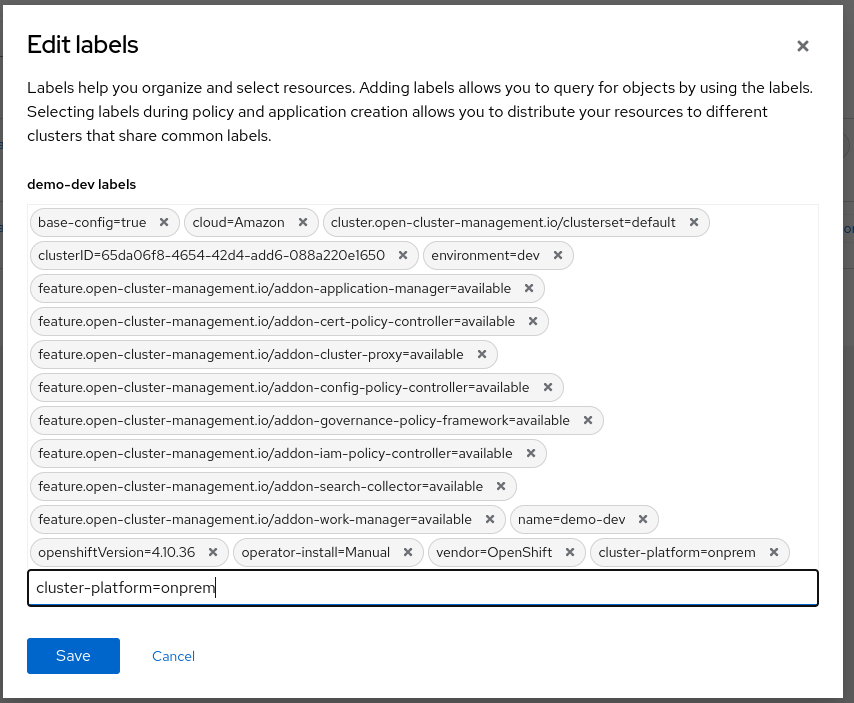 Edit labels
Labels help you organize and select resources. Adding labels allows you to query for objects by using the labels.
Selecting labels during policy and application creation allows you to distribute your resources to different
clusters that share common labels.
demo-dev labels
base-config=true cloud=Amazon cluster.open-cluster-management.io/clusterset=default
clusterID=65da06f8-4654-42d4-add6-088a220e1650 environment=dev
feature.open-cluster-management.io/addon-application-manager=available
feature.open-cluster-management.io/addon-cert-policy-controller=available
feature.open-cluster-management.io/addon-cluster-proxy=available
feature.open-cluster-management.io/addon-config-policy-controller=available
feature.open-cluster-management.io/addon-governance-policy-framework=available
feature.open-cluster-management.io/addon-iam-policy-controller=available
feature.open-cluster-management.io/addon-search-collector=available
feature.open-cluster-management.io/addon-work-manager=available name=demo-dev
openshiftVersion=4.10.36 operator-install=Manual vendor=OpenShift cluster-platform=onprem
cluster-platform=onprem
Save Cancel